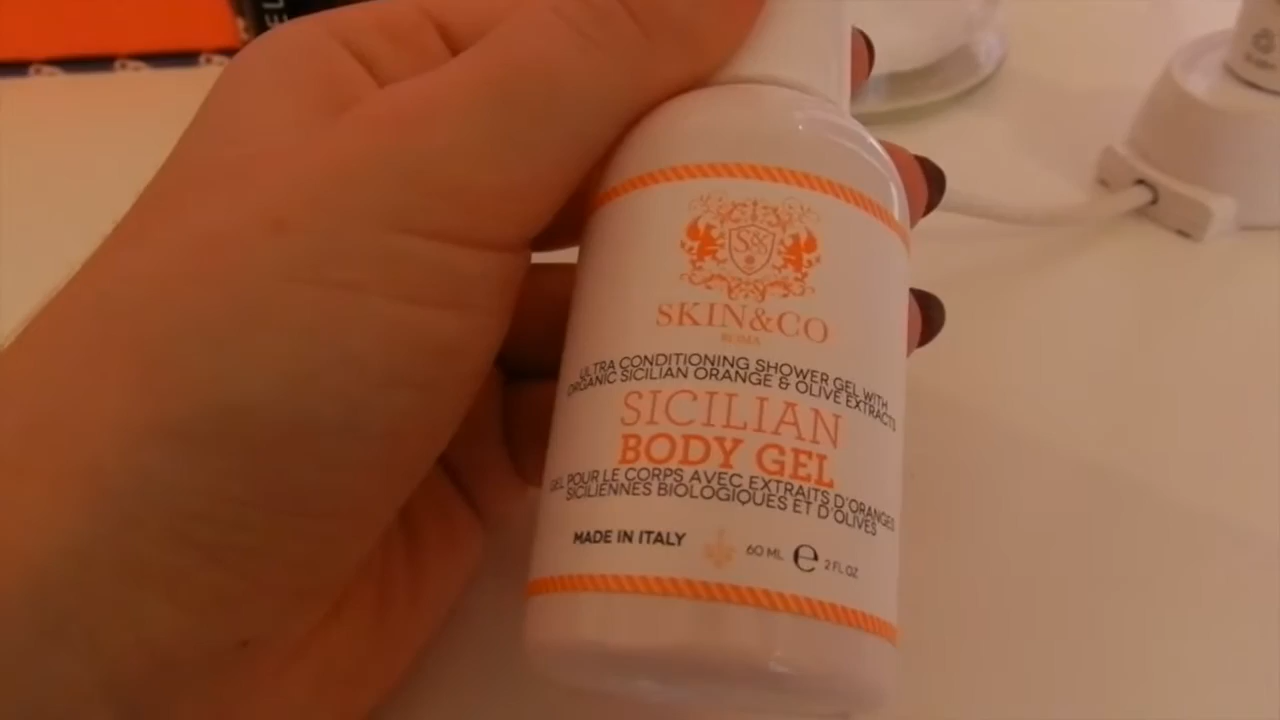 S&C
SKIN&CO
ROMA
ULTRA CONDITIONING SHOWER GEL WITH
ORGANIC SICILIAN ORANGE & OLIVE EXTRACTS
SICILIAN
BODY GEL
GEL POUR LE CORPS AVEC EXTRAITS D'ORANGES
SICILIENNES BIOLOGIQUES ET D'OLIVES
MADE IN ITALY
60 ML e 2 FL OZ